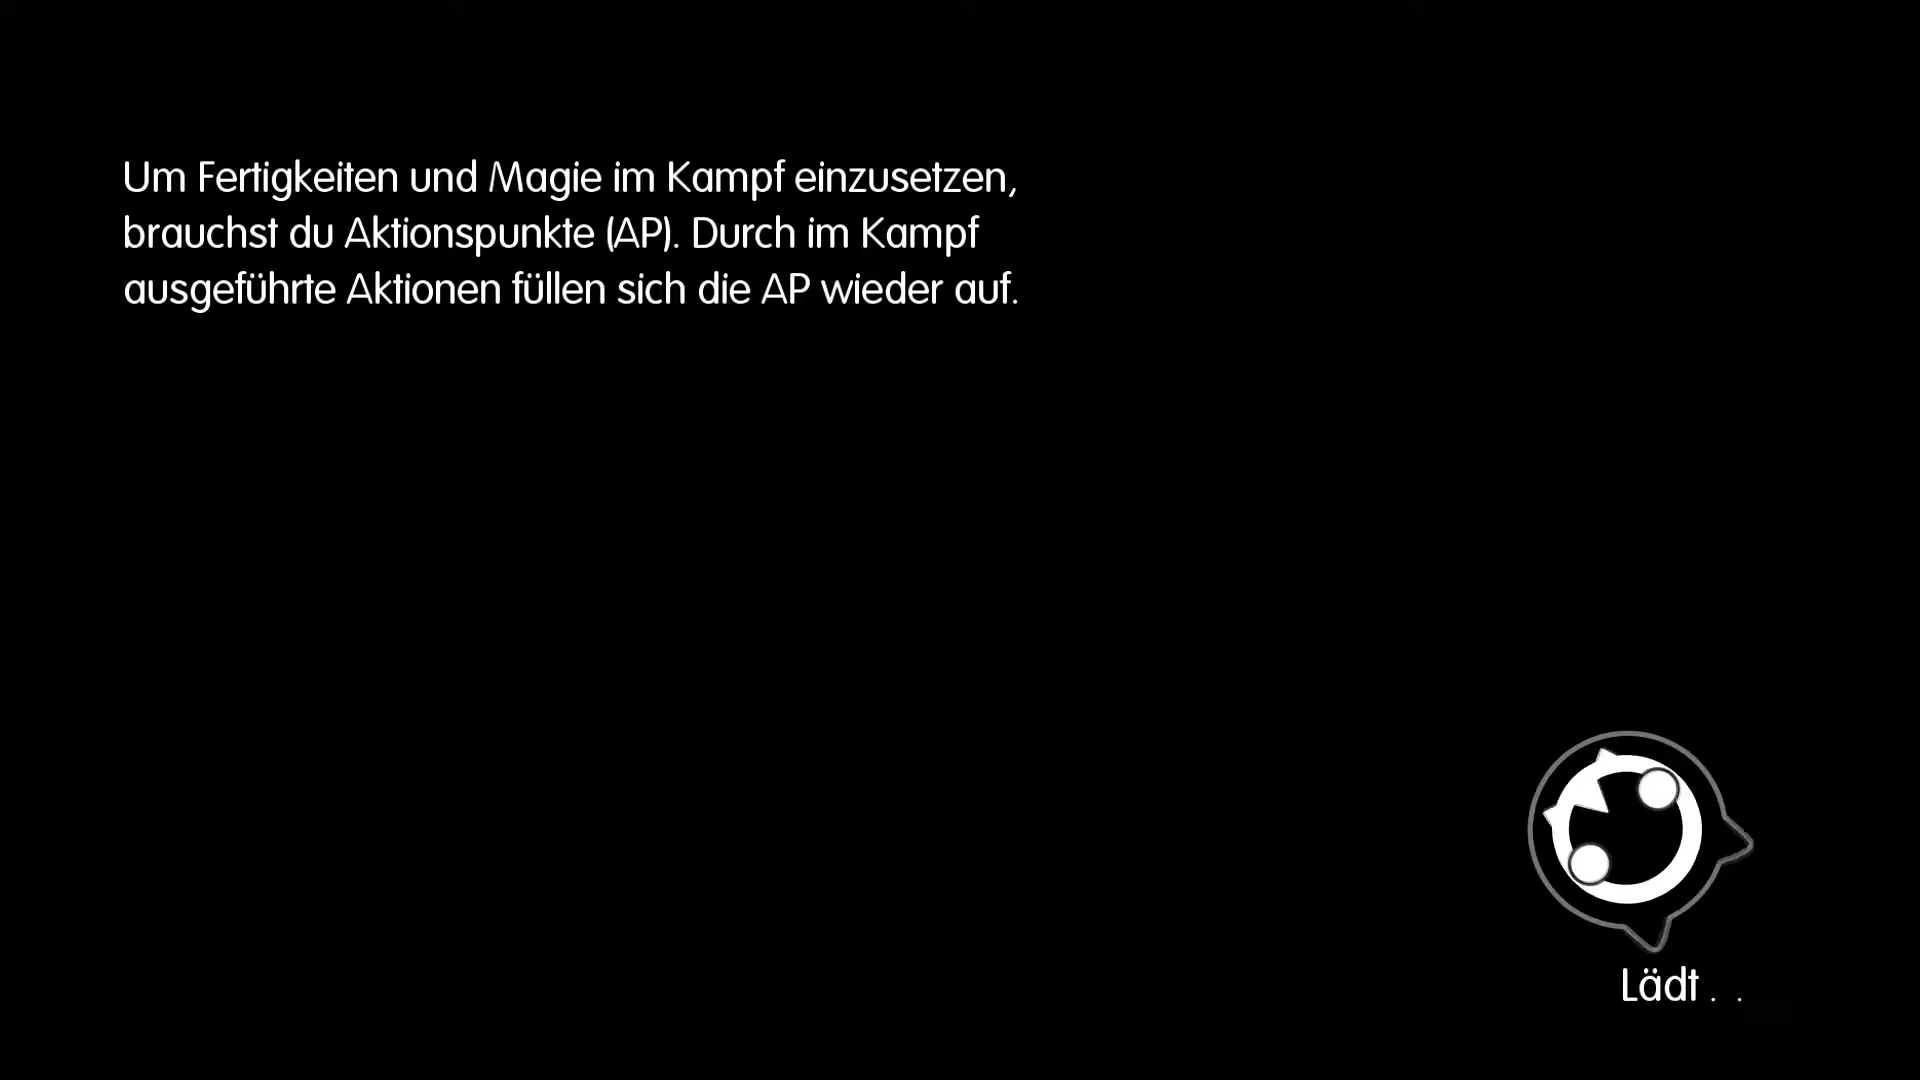 Um Fertigkeiten und Magie im Kampf einzusetzen,
brauchst du Aktionspunkte (AP). Durch im Kampf
ausgeführte Aktionen füllen sich die AP wieder auf.
Lädt . .